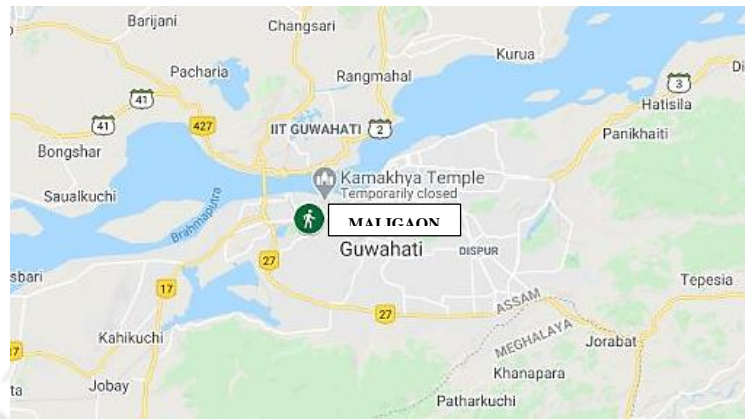 Barijani
Changsari
Kurua
Pacharia
Rangmahal
Di
3
41
41
427
IIT GUWAHATI
2
Hatisila
Panikhaiti
Bongshar
Kamakhya Temple
Temporarily closed
Saualkuchi
Brahmaputra
MALIGAON
Guwahati
DISPUR
sbari
27
17
Tepesia
ASSAM
27
MEGHALAYA
Kahikuchi
Jorabat
17
Khanapara
ta
Jobay
Patharkuchi